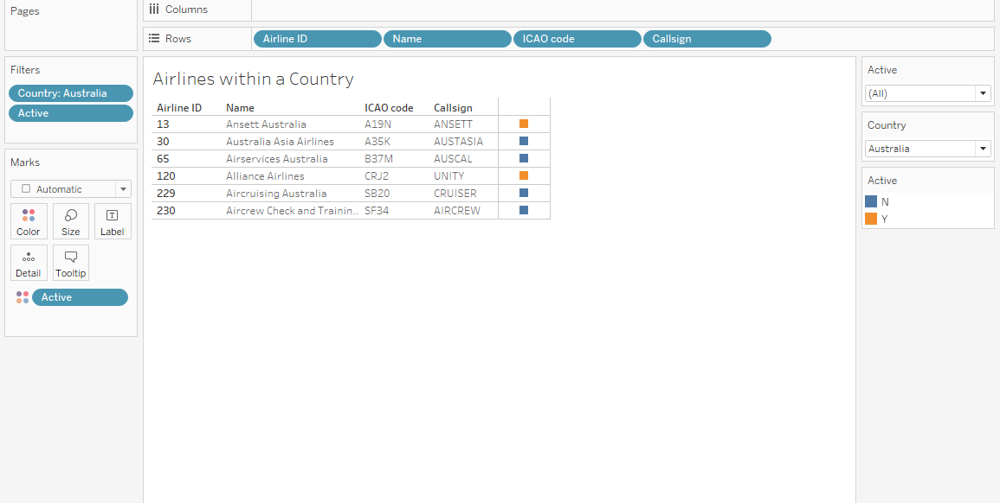 Pages
Columns
Rows Airline ID Name ICAO code Callsign
Filters
Country: Australia
Active
Marks
Automatic
Color Size Label
Detail Tooltip
Active
Airlines within a Country
Airline ID Name ICAO code Callsign
13 Ansett Australia A19N ANSETT
30 Australia Asia Airlines A35K AUSTASIA
65 Airservices Australia B37M AUSCAL
120 Alliance Airlines CRJ2 UNITY
229 Aircruising Australia SB20 CRUISER
230 Aircrew Check and Trainin.. SF34 AIRCREW
Active
(All)
Country
Australia
Active
N
Y